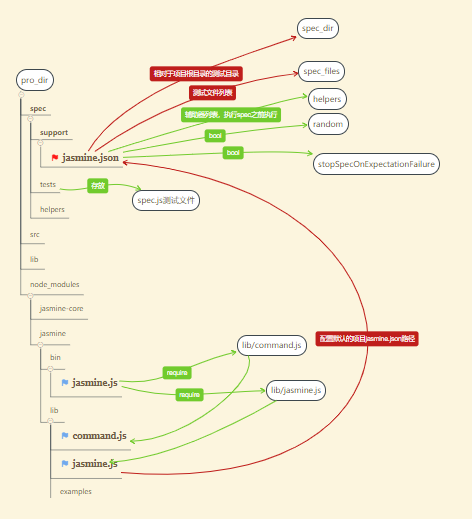 spec_dir
相对于项目根目录的测试目录
pro_dir
spec_files
测试文件列表
helpers
spec
辅助器列表，执行spec之前执行
random
bool
support
bool
jasmine.json
stopSpecOnExpectationFailure
tests
存放
spec.js测试文件
helpers
src
lib
node_modules
jasmine-core
jasmine
配置默认的项目jasmine.json路径
lib/command.js
bin
require
jasmine.js
lib/jasmine.js
require
lib
command.js
jasmine.js
examples